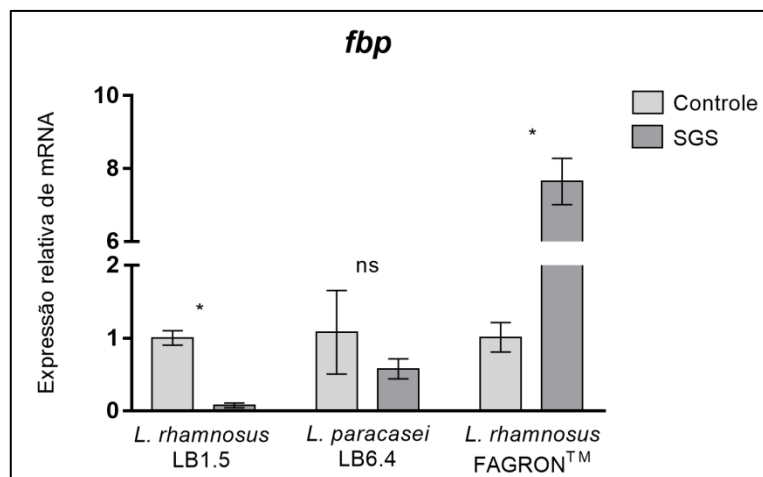 fbp
Expressão relativa de mRNA
10
8
6
2
1
0
*
ns
*
Controle
SGS
L. rhamnosus
LB1.5
L. paracasei
LB6.4
L. rhamnosus
FAGRON™